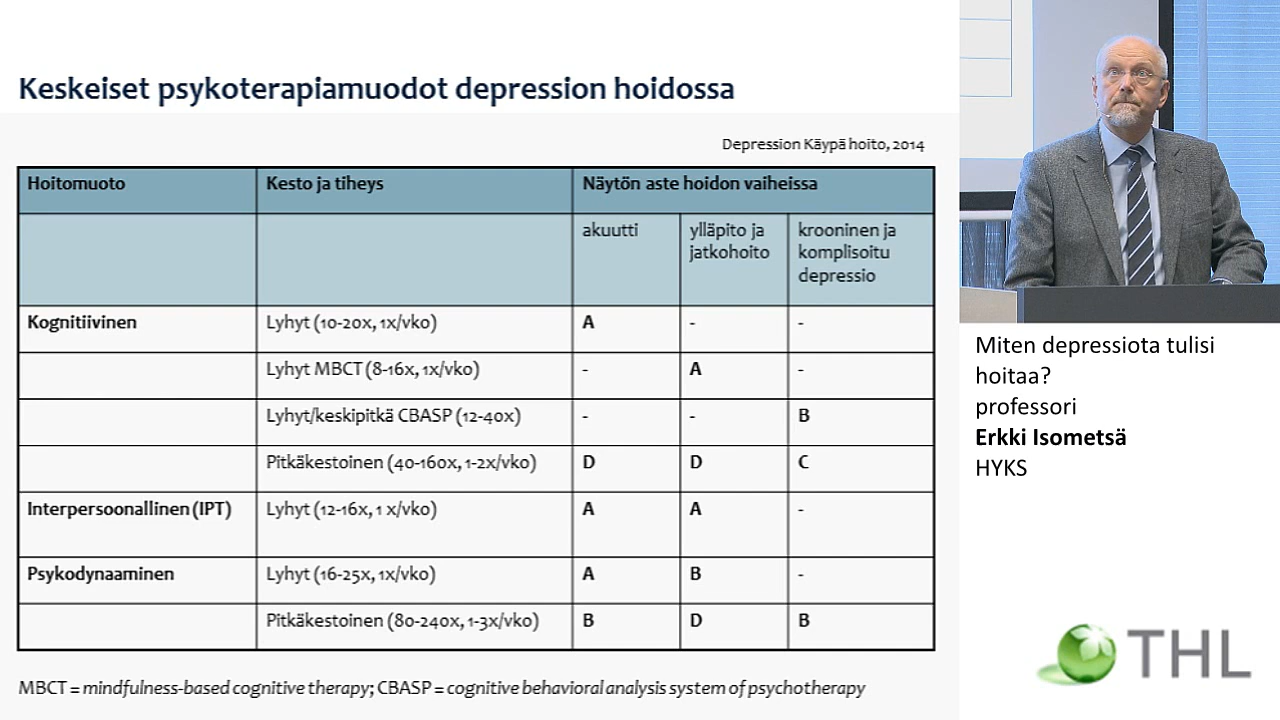 Keskeiset psykoterapiamuodot depression hoidossa
Depression Käypä hoito, 2014
Hoitomuoto Kesto ja tiheys Näytön aste hoidon vaiheissa
akuutti ylläpito ja jatkohoito krooninen ja komplisoitu depressio
Kognitiivinen Lyhyt (10-20x, 1x/vko) A - -
Lyhyt MBCT (8-16x, 1x/vko) - A -
Lyhyt/keskipitkä CBASP (12-40x) - - B
Pitkäkestoinen (40-160x, 1-2x/vko) D D C
Interpersoonallinen (IPT) Lyhyt (12-16x, 1 x/vko) A A -
Psykodynaaminen Lyhyt (16-25x, 1x/vko) A B -
Pitkäkestoinen (80-240x, 1-3x/vko) B D B
MBCT = mindfulness-based cognitive therapy; CBASP = cognitive behavioral analysis system of psychotherapy
Miten depressiota tulisi
hoitaa?
professori
Erkki Isometsä
HYKS
THL